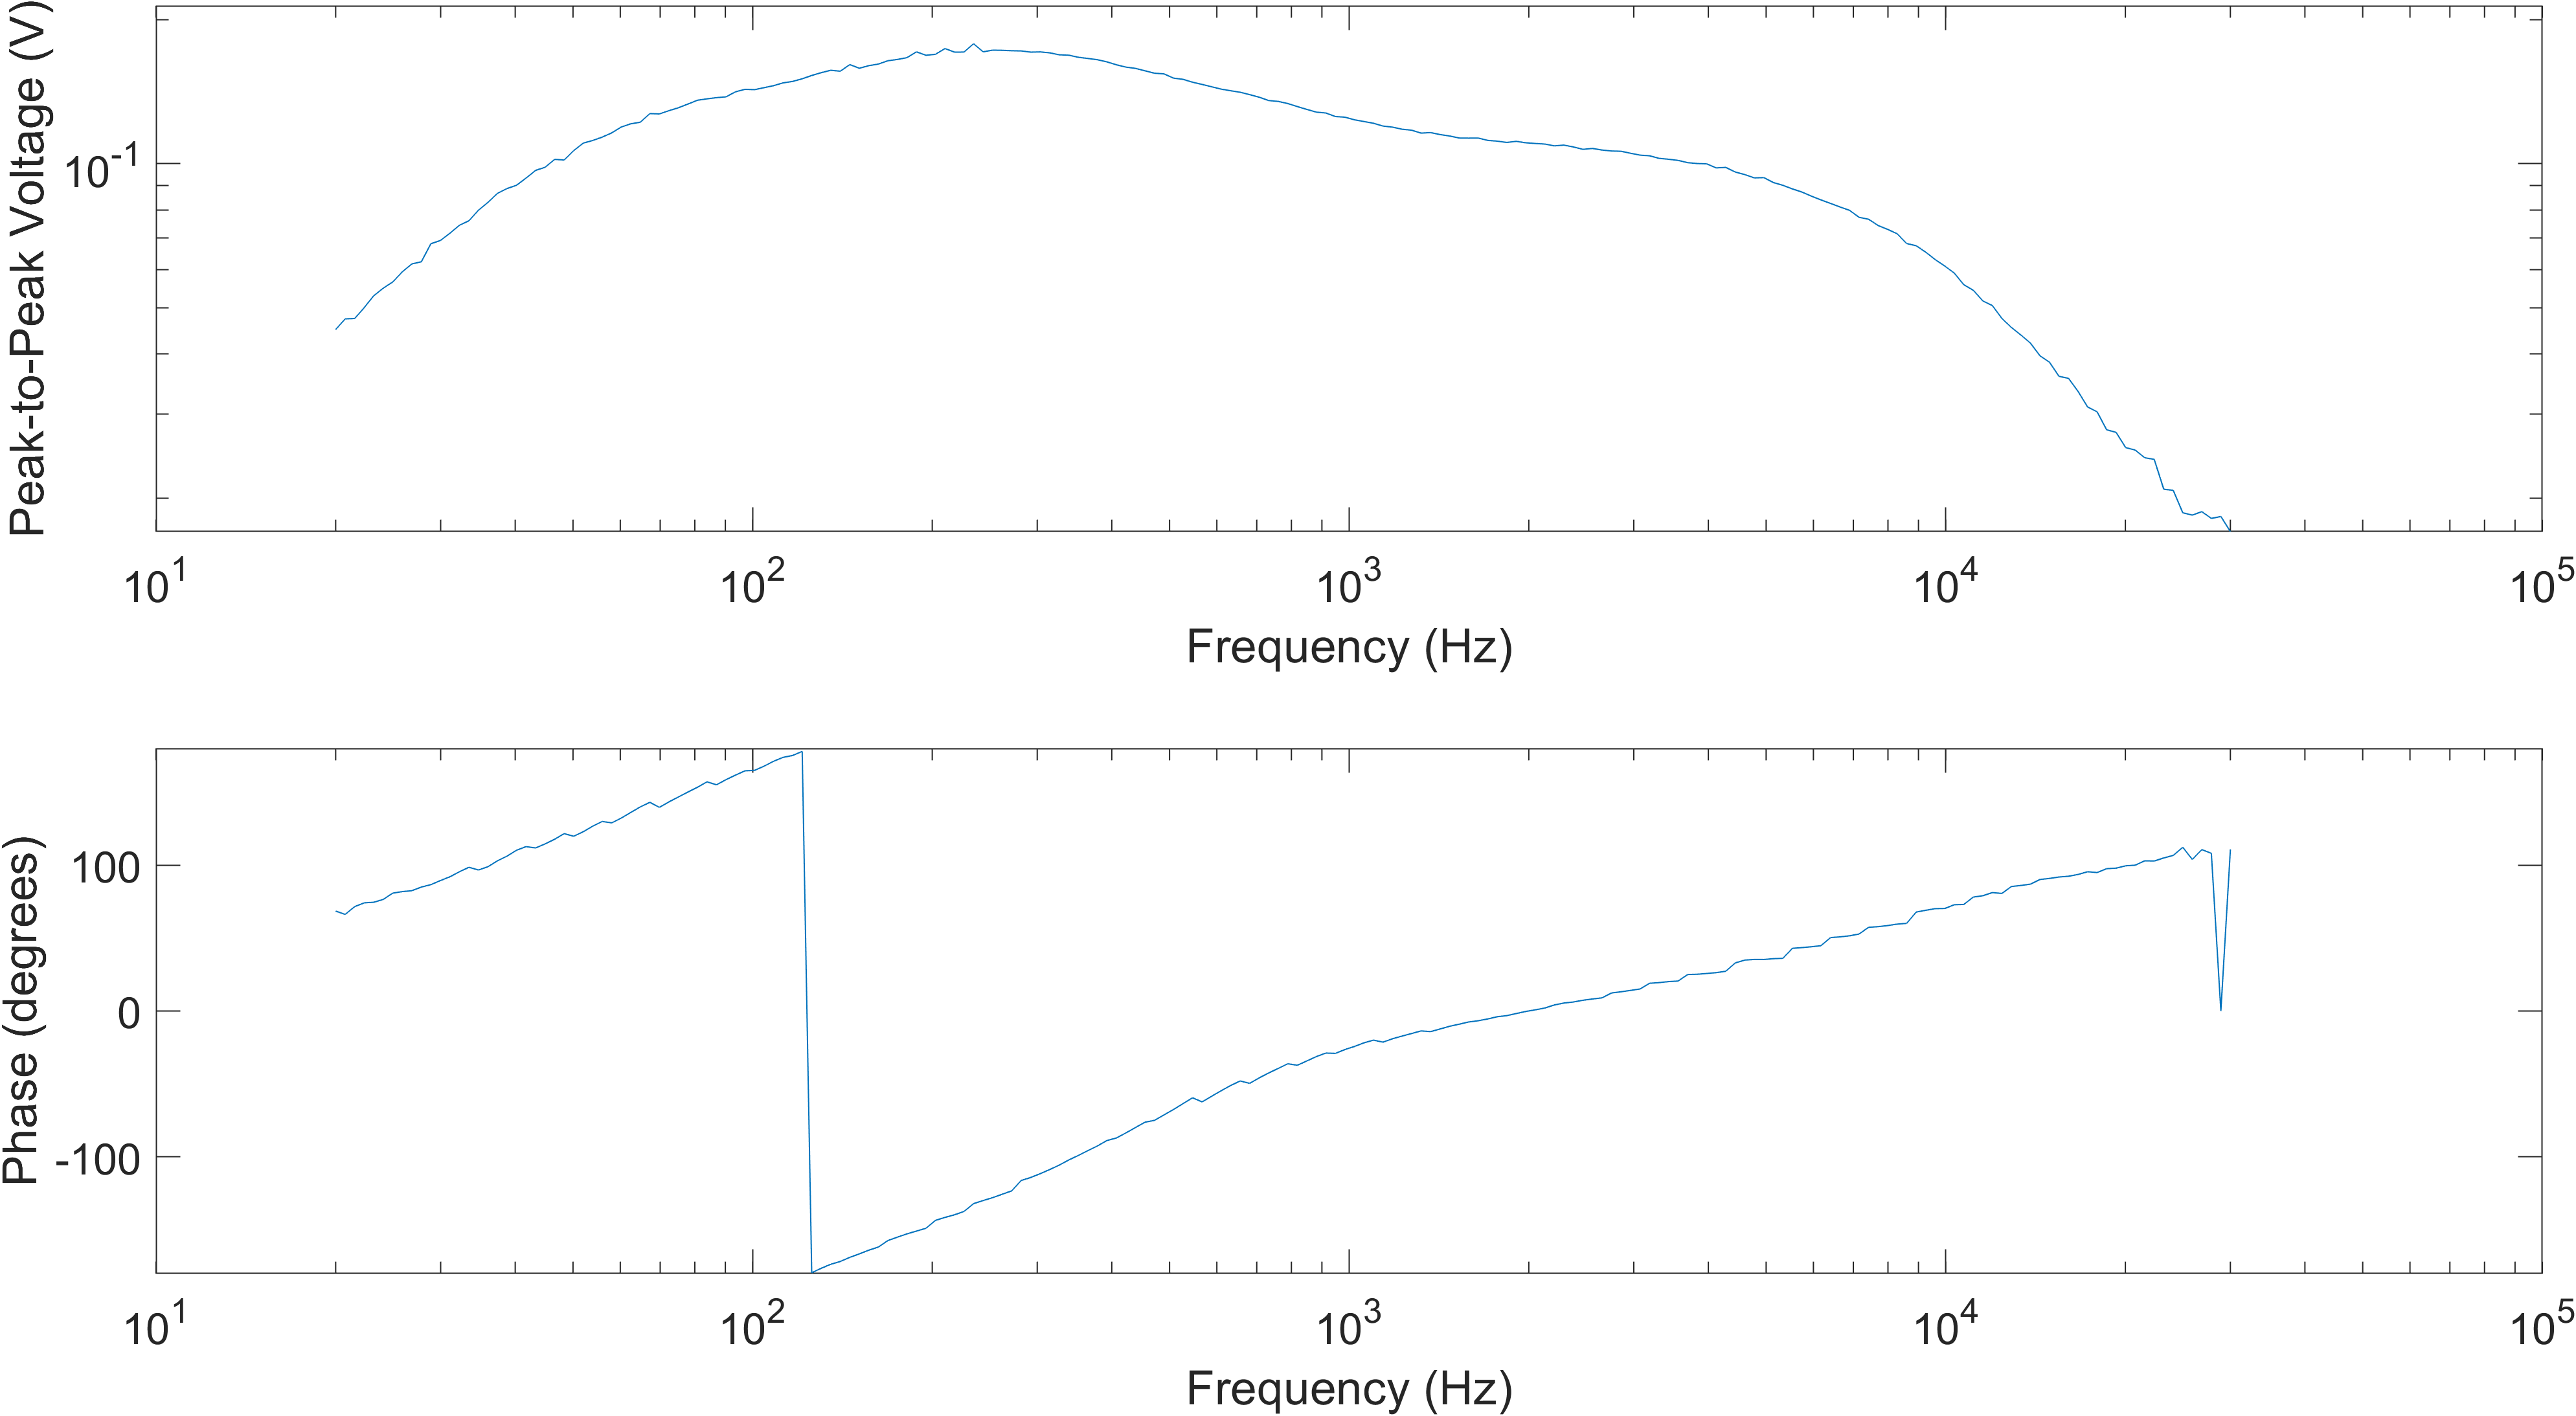 Peak-to-Peak Voltage (V)
10^-1
10^1 10^2 10^3 10^4 10^5
Frequency (Hz)
Phase (degrees)
100
0
-100
10^1 10^2 10^3 10^4 10^5
Frequency (Hz)